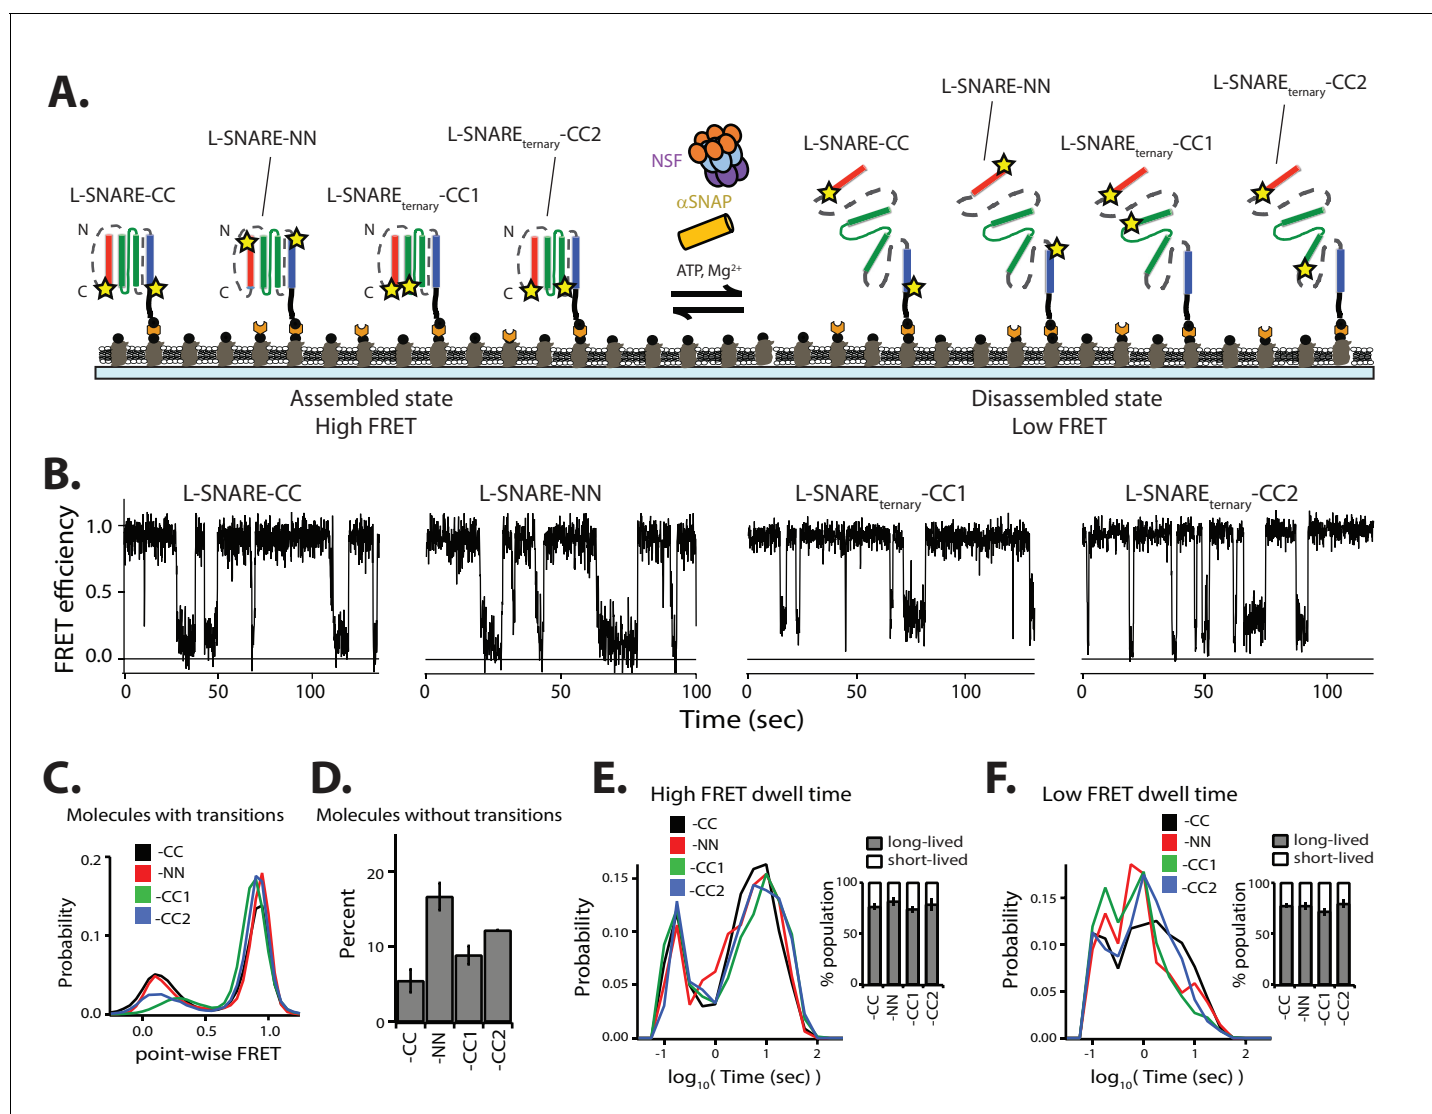 A.
L-SNARE-CC
L-SNARE-NN
L-SNAREternary-CC1
L-SNAREternary-CC2
N
C
N
C
N
C
NSF
αSNAP
ATP, Mg2+
L-SNARE-CC
L-SNARE-NN
L-SNAREternary-CC1
L-SNAREternary-CC2
Assembled state
High FRET
Disassembled state
Low FRET
B.
L-SNARE-CC
L-SNARE-NN
L-SNAREternary-CC1
L-SNAREternary-CC2
FRET efficiency
1.0
0.5
0.0
0 100
0 50 100
0 50 100
0 50 100
Time (sec)
C.
Molecules with transitions
-CC
-NN
-CC1
-CC2
Probability
0.2
0.1
0.0
0.0 0.5 1.0
point-wise FRET
D.
Molecules without transitions
Percent
20
10
0
-CC
-NN
-CC1
-CC2
E.
High FRET dwell time
-CC
-NN
-CC1
-CC2
Probability
0.15
0.10
0.05
0.00
-1 0 1 2
log10( Time (sec) )
long-lived
short-lived
% population
100
50
0
-CC
-NN
-CC1
-CC2
F.
Low FRET dwell time
-CC
-NN
-CC1
-CC2
Probability
0.15
0.10
0.15
0.00
-1 0 1 2
log10( Time (sec) )
long-lived
short-lived
% population
100
50
0
-CC
-NN
-CC1
-CC2